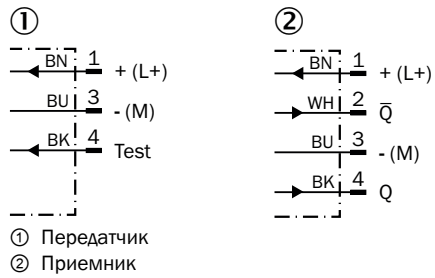 ① ②
BN 1 + (L+)
BU 3 - (M)
BK 4 Test
BN 1 + (L+)
WH 2 Q̅
BU 3 - (M)
BK 4 Q
① Передатчик
② Приемник